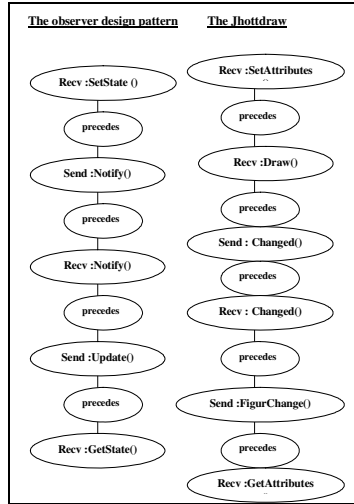 The observer design pattern
Recv :SetState ()
precedes
Send :Notify()
precedes
Recv :Notify()
precedes
Send :Update()
precedes
Recv :GetState()
The Jhottdraw
Recv :SetAttributes
()
precedes
Recv :Draw()
precedes
Send : Changed()
precedes
Recv : Changed()
precedes
Send :FigurChange()
precedes
Recv :GetAttributes